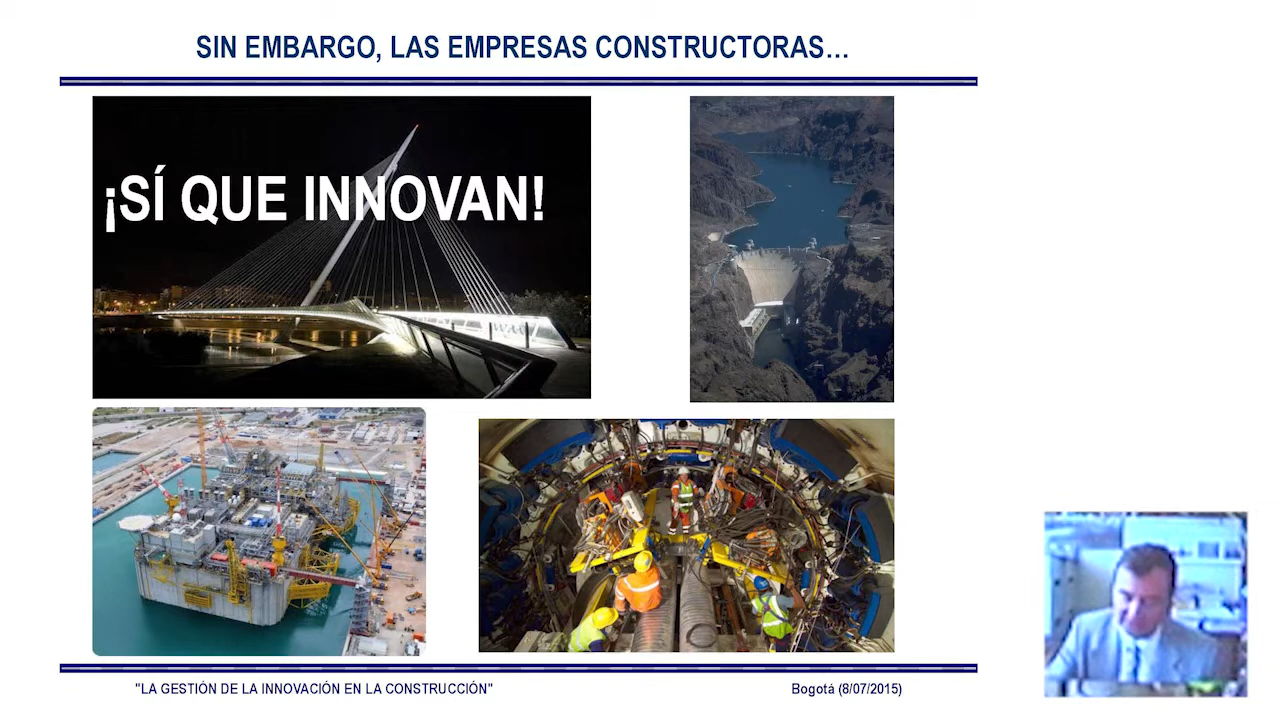 SIN EMBARGO, LAS EMPRESAS CONSTRUCTORAS…
¡SÍ QUE INNOVAN!
"LA GESTIÓN DE LA INNOVACIÓN EN LA CONSTRUCCIÓN"
Bogotá (8/07/2015)